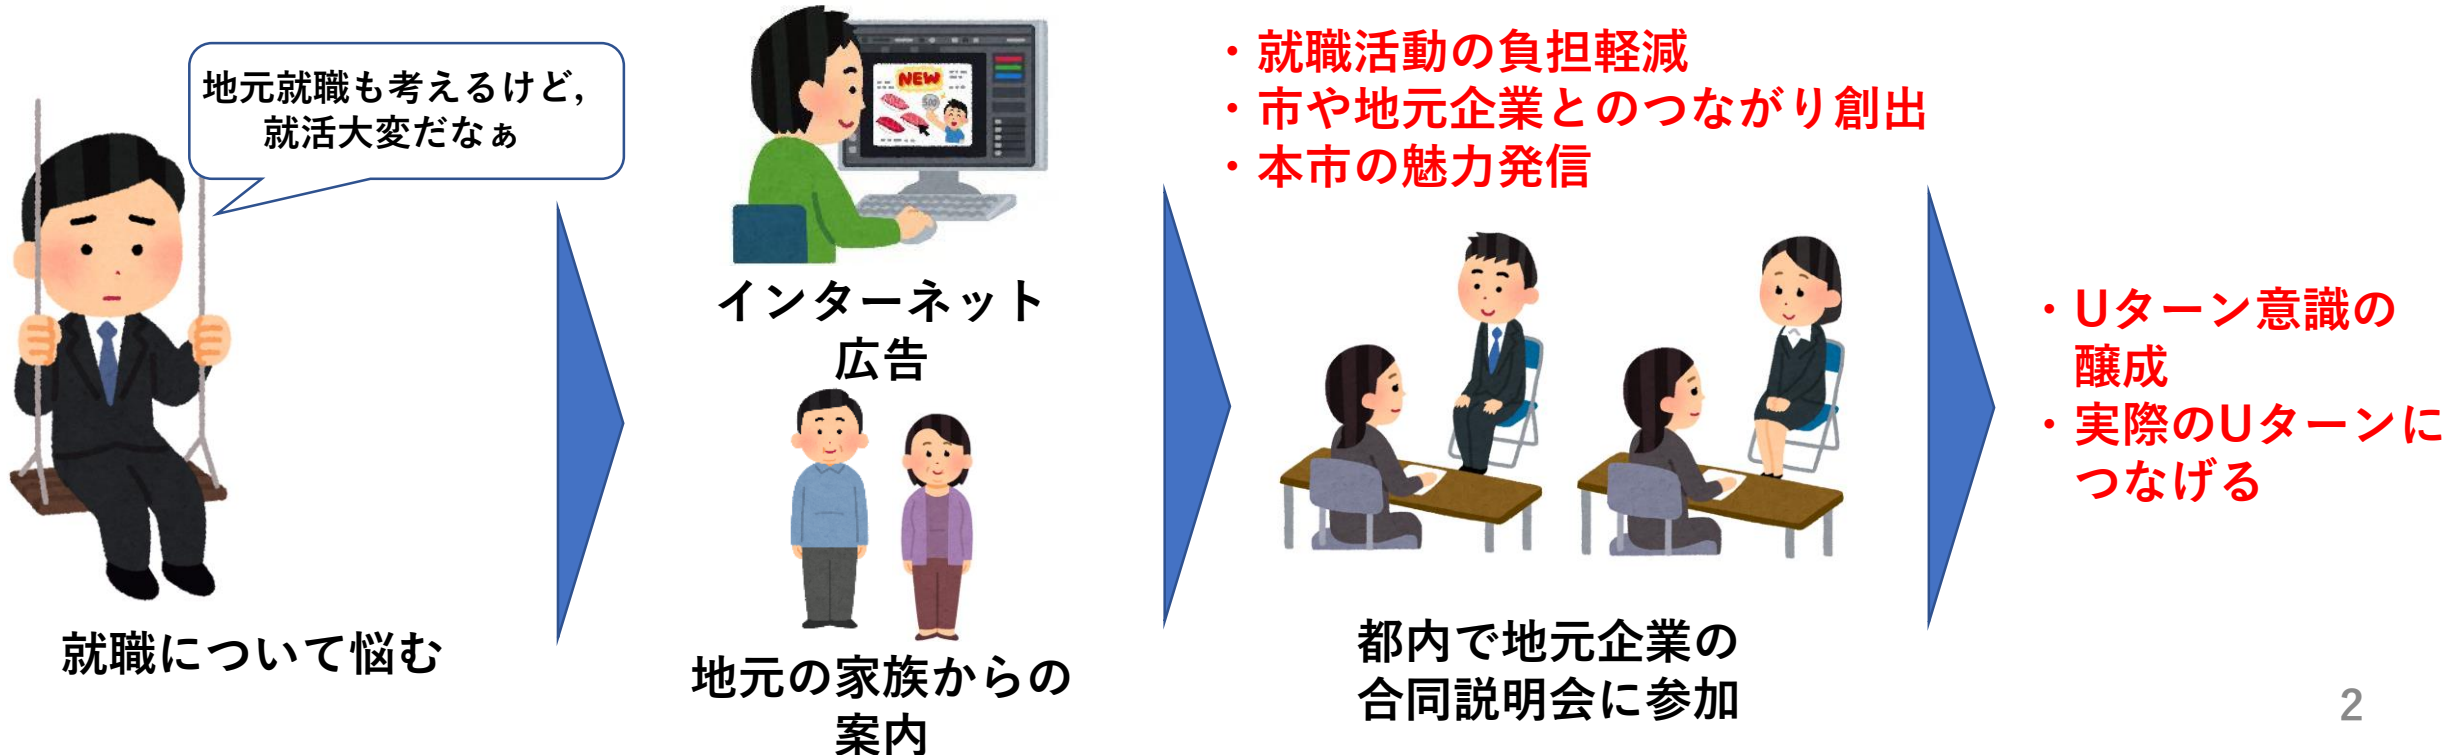 地元就職も考えるけど,
就活大変だなぁ
就職について悩む
NEW
インターネット
広告
地元の家族からの
案内
・就職活動の負担軽減
・市や地元企業とのつながり創出
・本市の魅力発信
都内で地元企業の
合同説明会に参加
・Uターン意識の
醸成
・実際のUターンに
つなげる
2